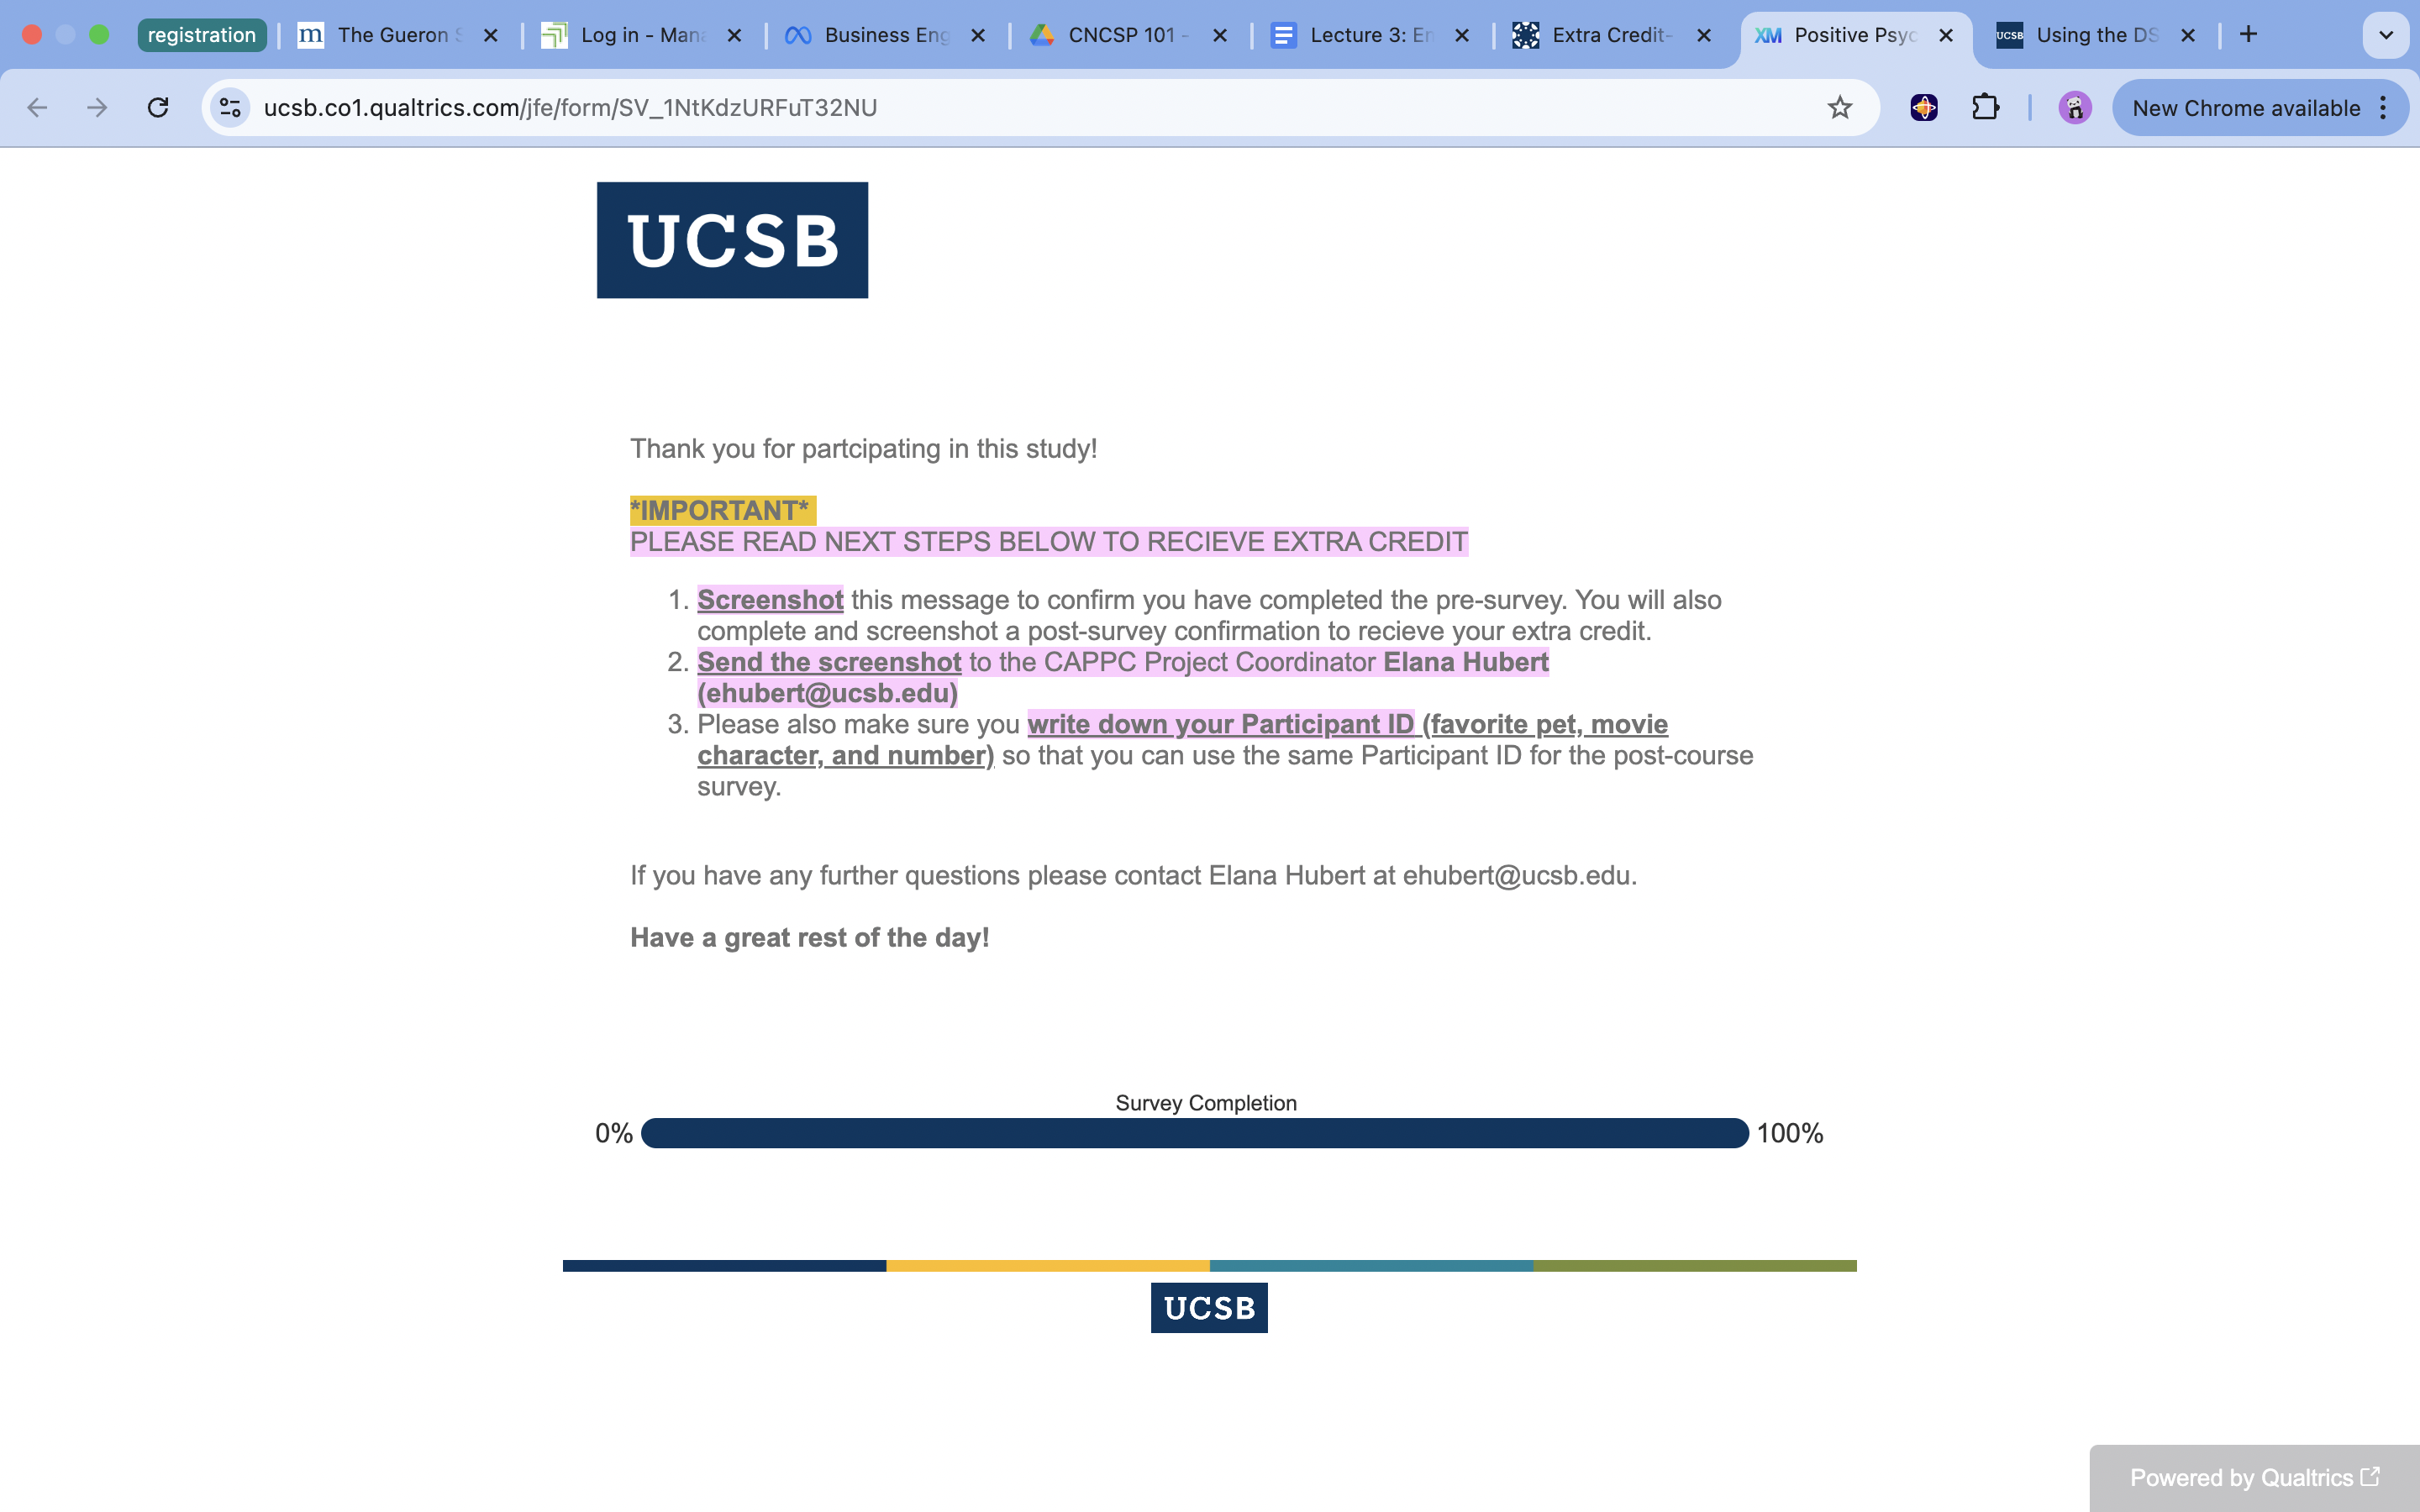 registration
The Gueron S
Log in - Mana
Business Eng
CNCSP 101 -
Lecture 3: En
Extra Credit-
XM Positive Psyc
UCSB Using the DS
ucsb.co1.qualtrics.com/jfe/form/SV_1NtKdzURFuT32NU
New Chrome available
UCSB
Thank you for partcipating in this study!
*IMPORTANT*
PLEASE READ NEXT STEPS BELOW TO RECIEVE EXTRA CREDIT
1. Screenshot this message to confirm you have completed the pre-survey. You will also
complete and screenshot a post-survey confirmation to recieve your extra credit.
2. Send the screenshot to the CAPPC Project Coordinator Elana Hubert
(ehubert@ucsb.edu)
3. Please also make sure you write down your Participant ID (favorite pet, movie
character, and number) so that you can use the same Participant ID for the post-course
survey.
If you have any further questions please contact Elana Hubert at ehubert@ucsb.edu.
Have a great rest of the day!
Survey Completion
0% 100%
UCSB
Powered by Qualtrics